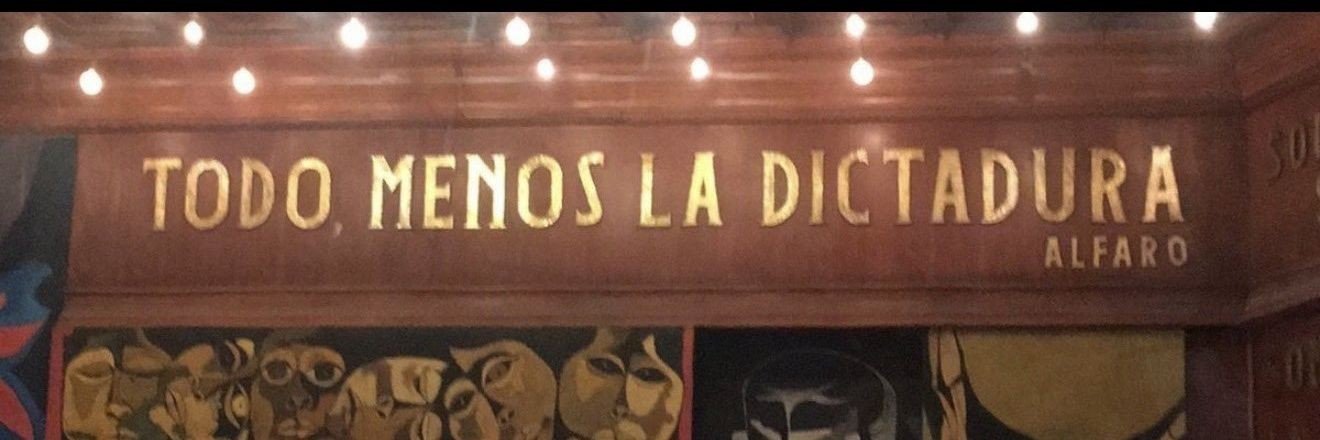 TODO, MENOS LA DICTADURA
ALFARO